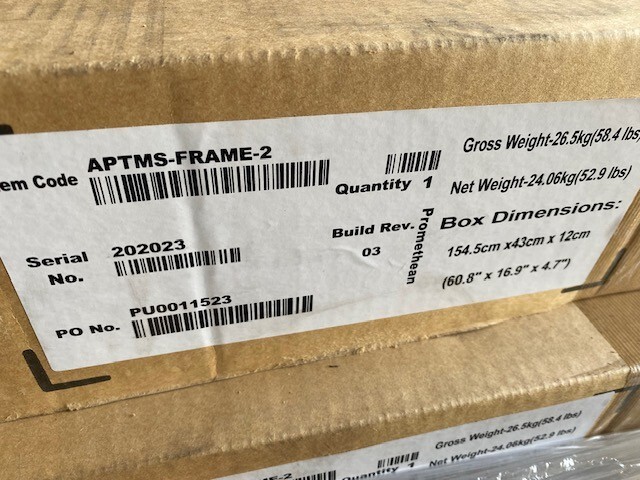 em Code
APTMS-FRAME-2
Quantity 1
Gross Weight-26.5kg(58.4 lbs)
Net Weight-24.06kg(52.9 lbs)
Serial No.
202023
Build Rev.
03
Promethean
Box Dimensions:
154.5cm x43cm x 12cm
(60.8" x 16.9" x 4.7")
PO No.
PU0011523
Gross Weight-26.5kg(58.4 lbs)
Net Weight-24.06kg(52.9 lbs)
E-2
Quantity 1